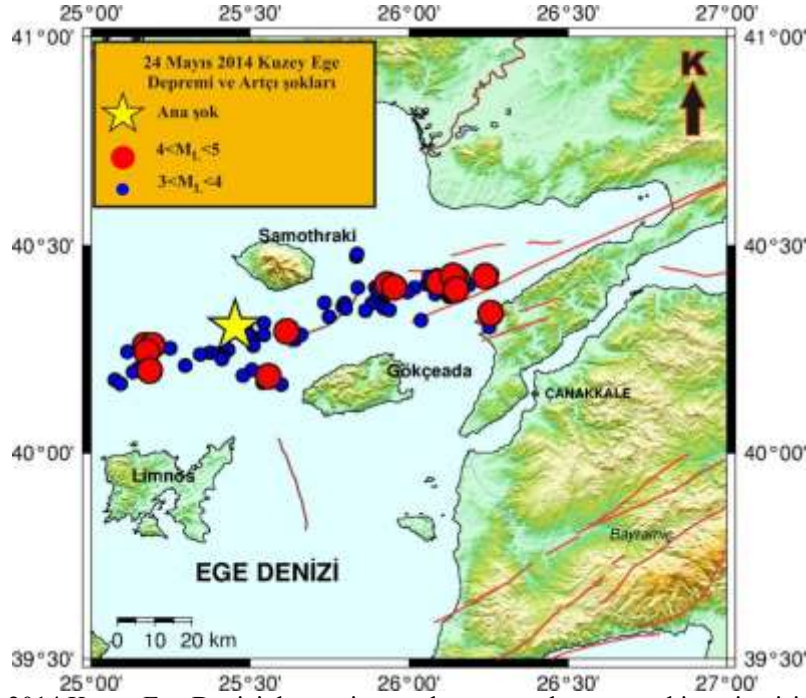 25°00' 25°30' 26°00' 26°30' 27°00'
41°00' 41°00'
24 Mayıs 2014 Kuzey Ege
Depremi ve Artçı şokları
Ana şok
4<M_L<5
3<M_L<4
K
40°30' 40°30'
Samothraki
Gökçeada
ÇANAKKALE
40°00' 40°00'
Limnos
Bayramiç
EGE DENİZİ
0 10 20 km
39°30' 39°30'
25°00' 25°30' 26°00' 26°30' 27°00'